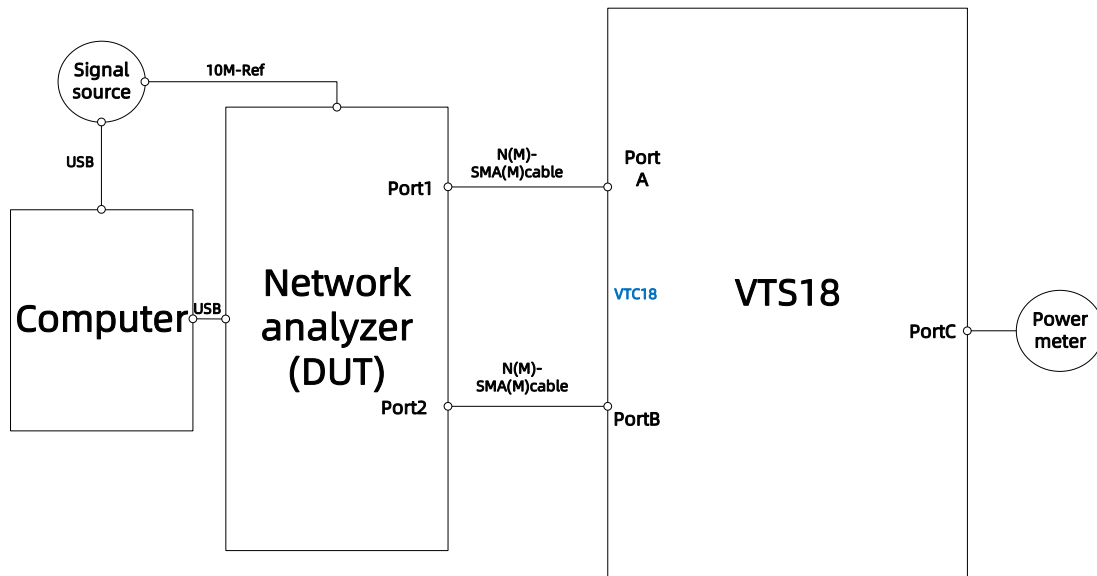 Signal
source
10M-Ref
USB
N(M)-
SMA(M)cable
Port
A
Port1
Network
analyzer
(DUT)
VTC18
VTS18
Computer
USB
PortC
Power
meter
N(M)-
SMA(M)cable
Port2
PortB